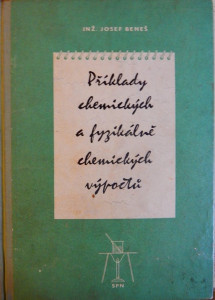 INŽ. JOSEF BENEŠ
Příklady
chemických
a fyzikálně
chemických
výpočtů
SPN